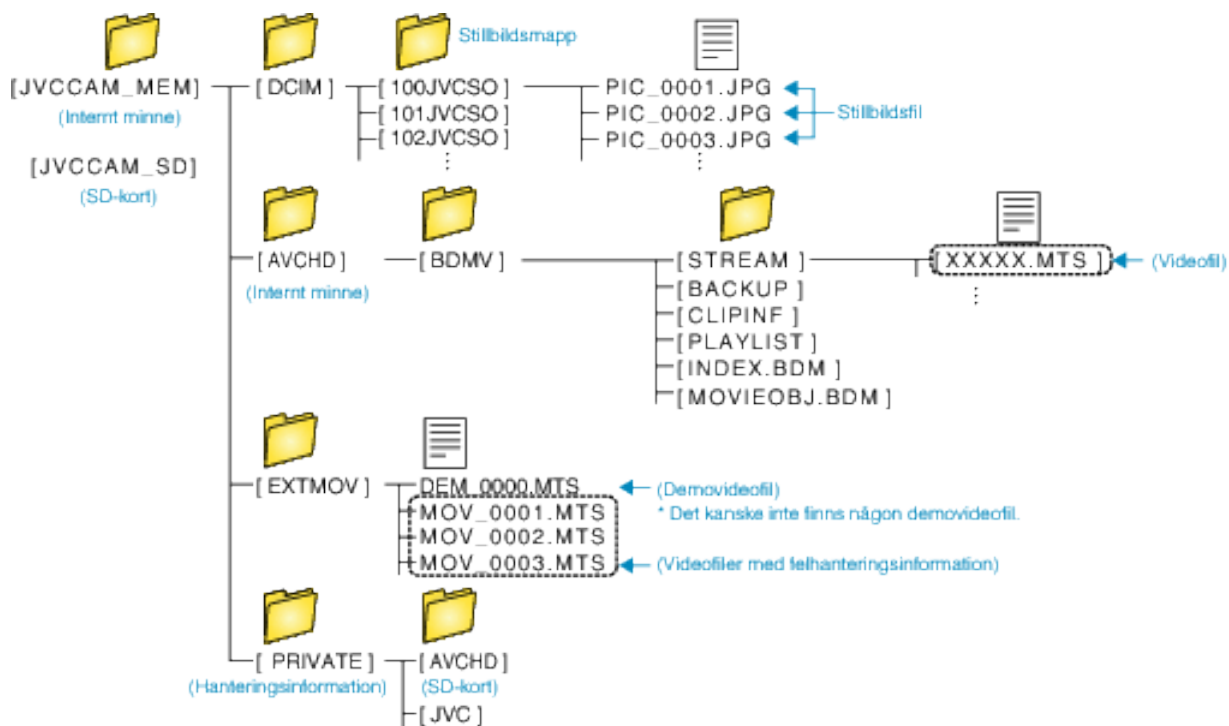 Stillbildsmapp
[JVCCAM_MEM] [DCIM] [100JVCSO] PIC_0001.JPG
(Internt minne) [101JVCSO] PIC_0002.JPG Stillbildsfil
[102JVCSO] PIC_0003.JPG
[JVCCAM_SD]
(SD-kort)
[AVCHD] [BDMV] [STREAM] [XXXXX.MTS] (Videofil)
(Internt minne) [BACKUP]
[CLIPINF]
[PLAYLIST]
[INDEX.BDM]
[MOVIEOBJ.BDM]
[EXTMOV] DEM_0000.MTS (Demovideofil)
MOV_0001.MTS * Det kanske inte finns någon demovideofil.
MOV_0002.MTS
MOV_0003.MTS (Videofiler med felhanteringsinformation)
[PRIVATE] [AVCHD]
(Hanteringsinformation) (SD-kort)
[JVC]